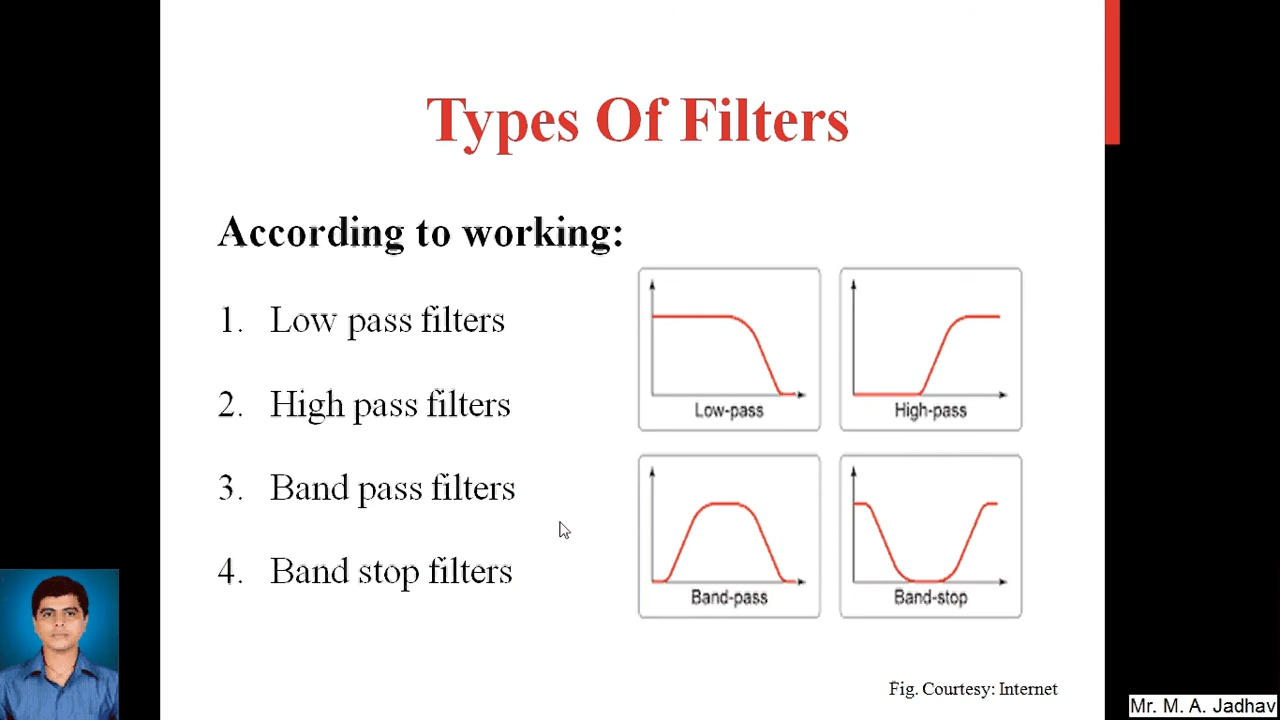 Types Of Filters
According to working:
1. Low pass filters
2. High pass filters
3. Band pass filters
4. Band stop filters
Low-pass
High-pass
Band-pass
Band-stop
Fig. Courtesy: Internet
Mr. M. A. Jadhav